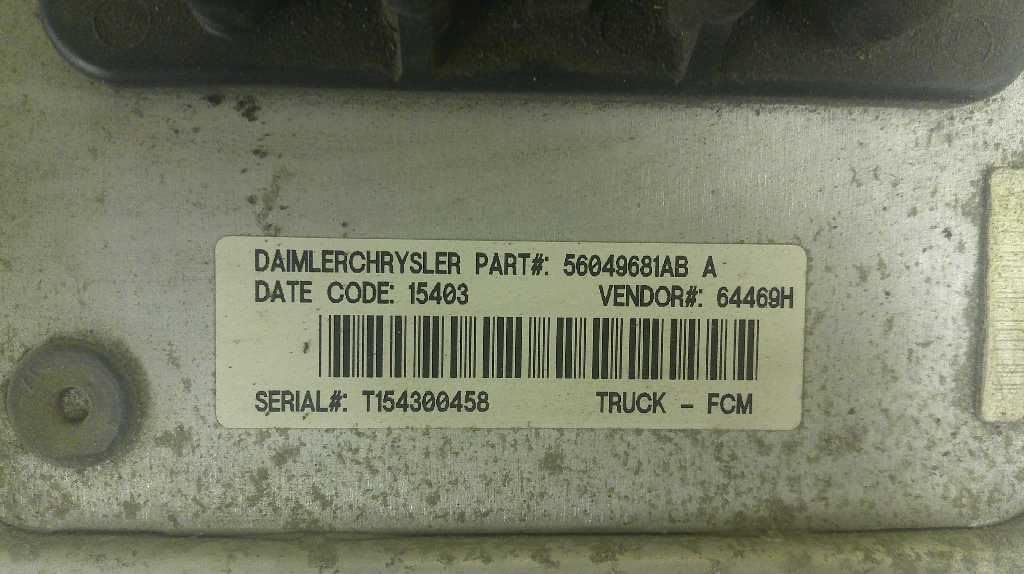 DAIMLERCHRYSLER PART#: 56049681AB A
DATE CODE: 15403 VENDOR#: 64469H
SERIAL#: T154300458 TRUCK - FCM